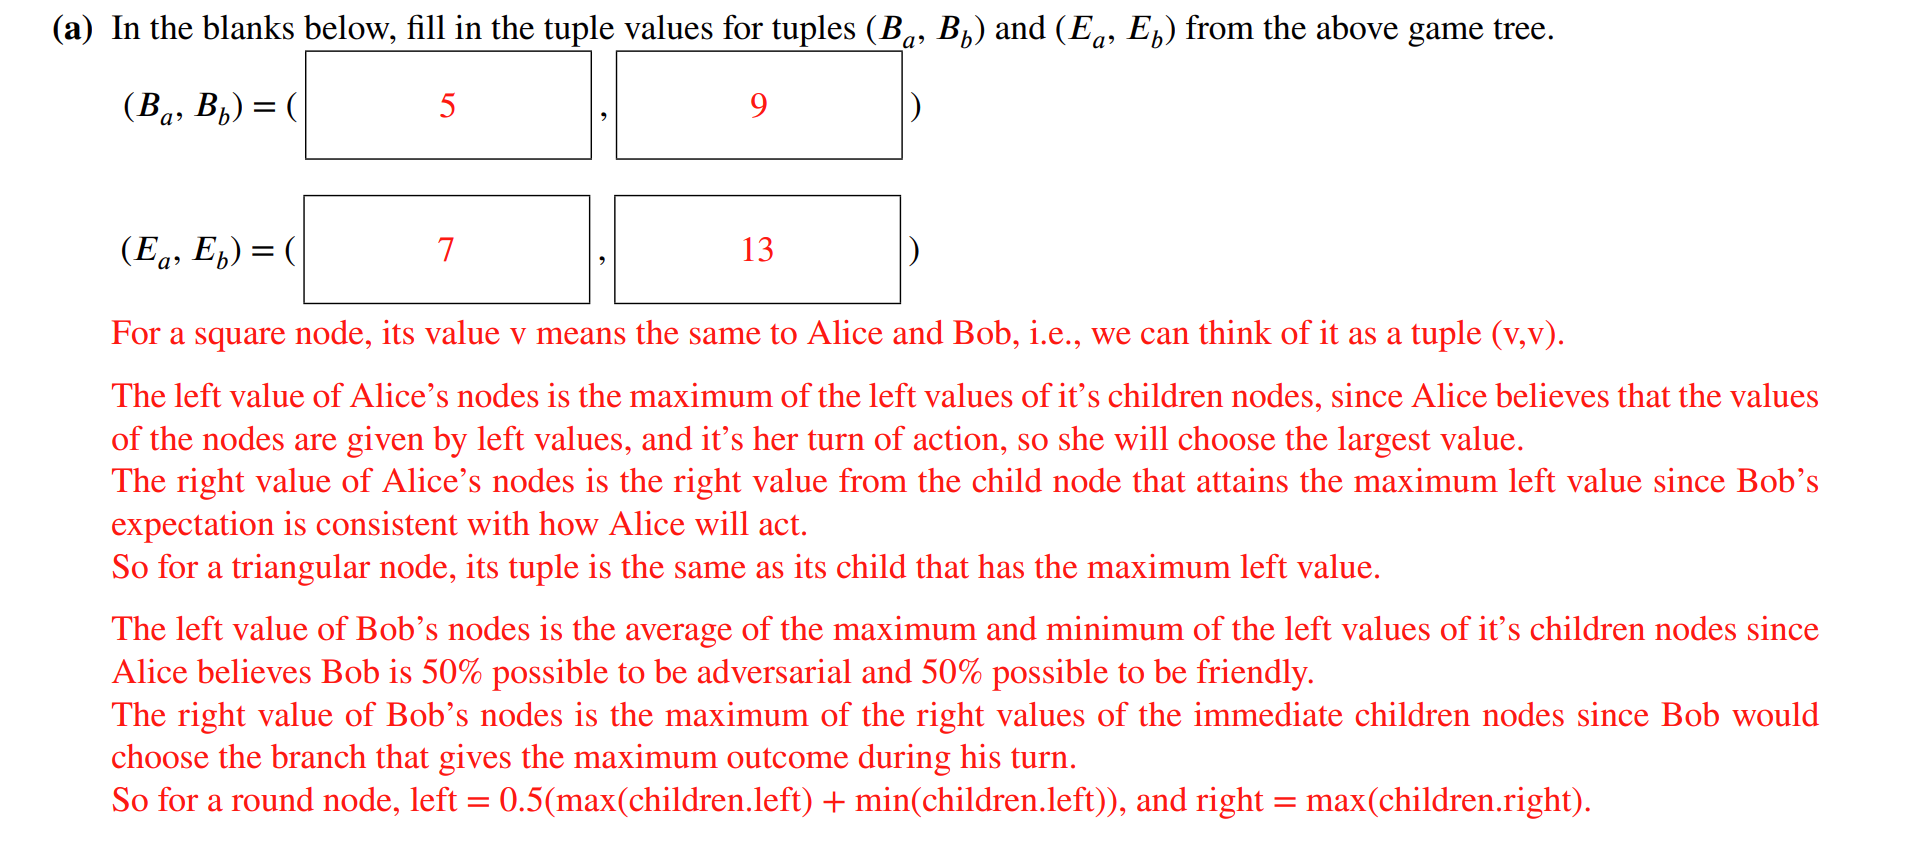 (a) In the blanks below, fill in the tuple values for tuples (Bₐ, B_b) and (Eₐ, E_b) from the above game tree.
(Bₐ, B_b) = ( 5 , 9 )
(Eₐ, E_b) = ( 7 , 13 )
For a square node, its value v means the same to Alice and Bob, i.e., we can think of it as a tuple (v,v).
The left value of Alice’s nodes is the maximum of the left values of it’s children nodes, since Alice believes that the values
of the nodes are given by left values, and it’s her turn of action, so she will choose the largest value.
The right value of Alice’s nodes is the right value from the child node that attains the maximum left value since Bob’s
expectation is consistent with how Alice will act.
So for a triangular node, its tuple is the same as its child that has the maximum left value.
The left value of Bob’s nodes is the average of the maximum and minimum of the left values of it’s children nodes since
Alice believes Bob is 50% possible to be adversarial and 50% possible to be friendly.
The right value of Bob’s nodes is the maximum of the right values of the immediate children nodes since Bob would
choose the branch that gives the maximum outcome during his turn.
So for a round node, left = 0.5(max(children.left) + min(children.left)), and right = max(children.right).